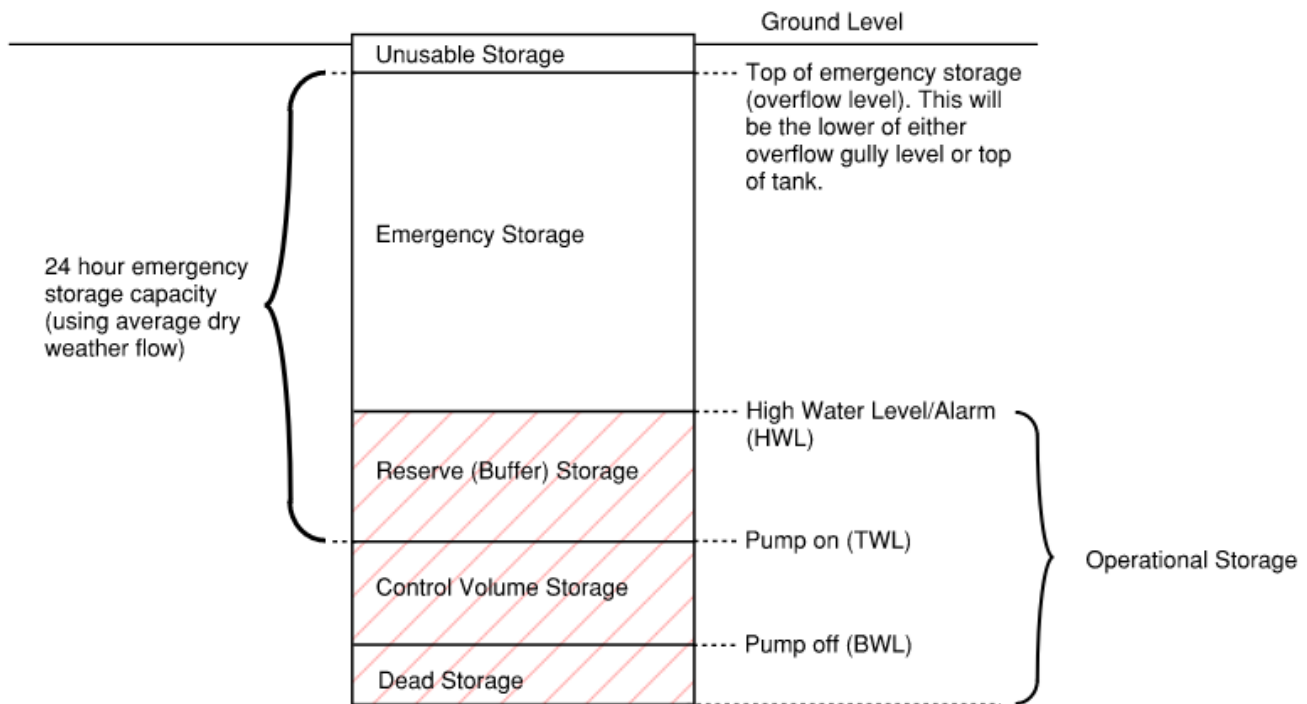 Ground Level
Unusable Storage
Top of emergency storage
(overflow level). This will
be the lower of either
overflow gully level or top
of tank.
Emergency Storage
24 hour emergency
storage capacity
(using average dry
weather flow)
High Water Level/Alarm
(HWL)
Reserve (Buffer) Storage
Pump on (TWL)
Operational Storage
Control Volume Storage
Pump off (BWL)
Dead Storage